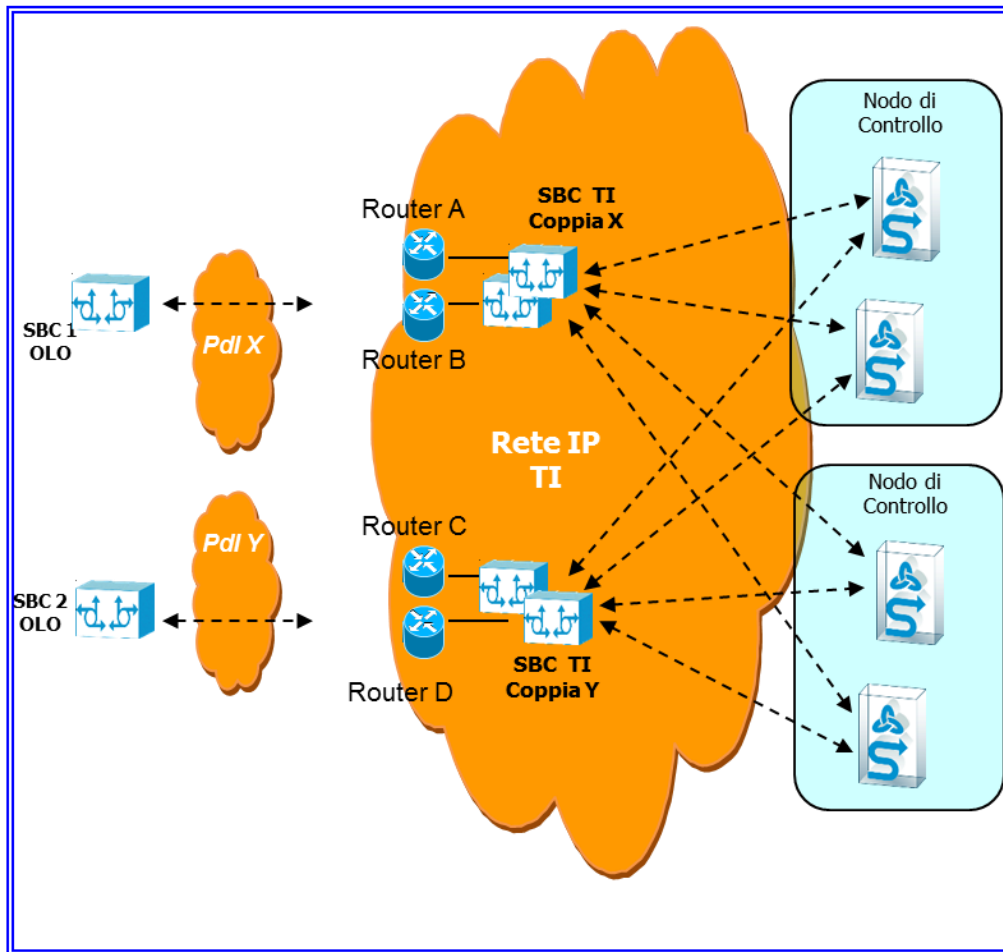 Nodo di
Controllo
SBC TI
Coppia X
Router A
SBC 1
OLO
PdI X
Router B
Rete IP
TI
Nodo di
Controllo
PdI Y
Router C
SBC 2
OLO
SBC TI
Coppia Y
Router D